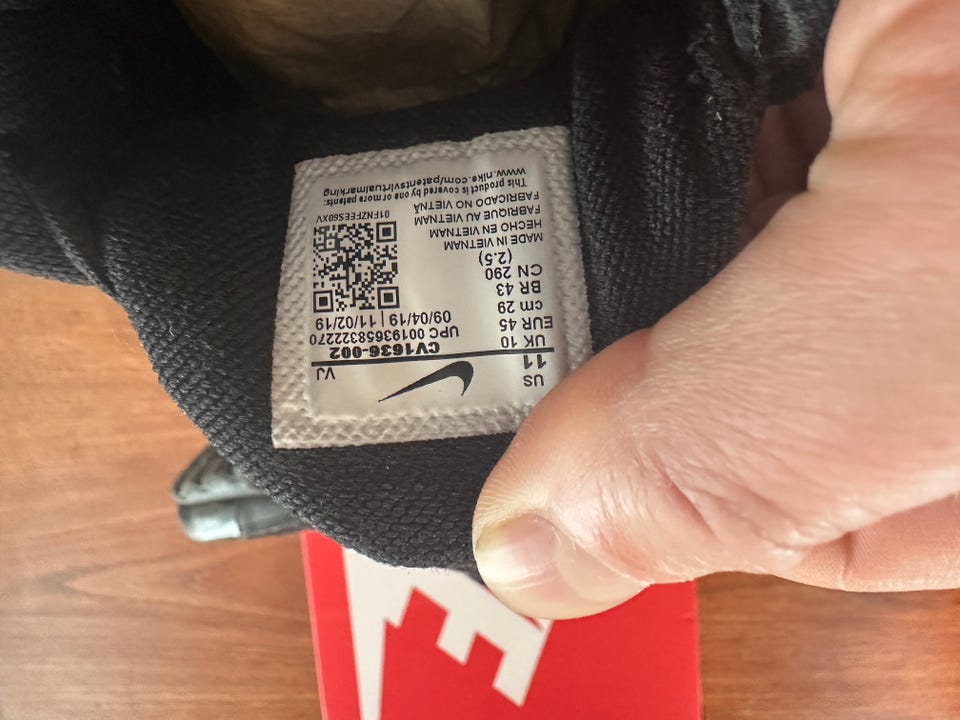 US
11
VJ
CV1636-002
UK 10
UPC 00193658322270
EUR 45
09/04/19 | 11/02/19
cm 29
BR 43
CN 290
(2.5)
MADE IN VIETNAM
HECHO EN VIETNAM
FABRIQUE AU VIETNAM
FABRICADO NO VIETNÃ
01FNZFEES60XV
This product is covered by one or more patents:
www.nike.com/patentsvirtualmarking
E